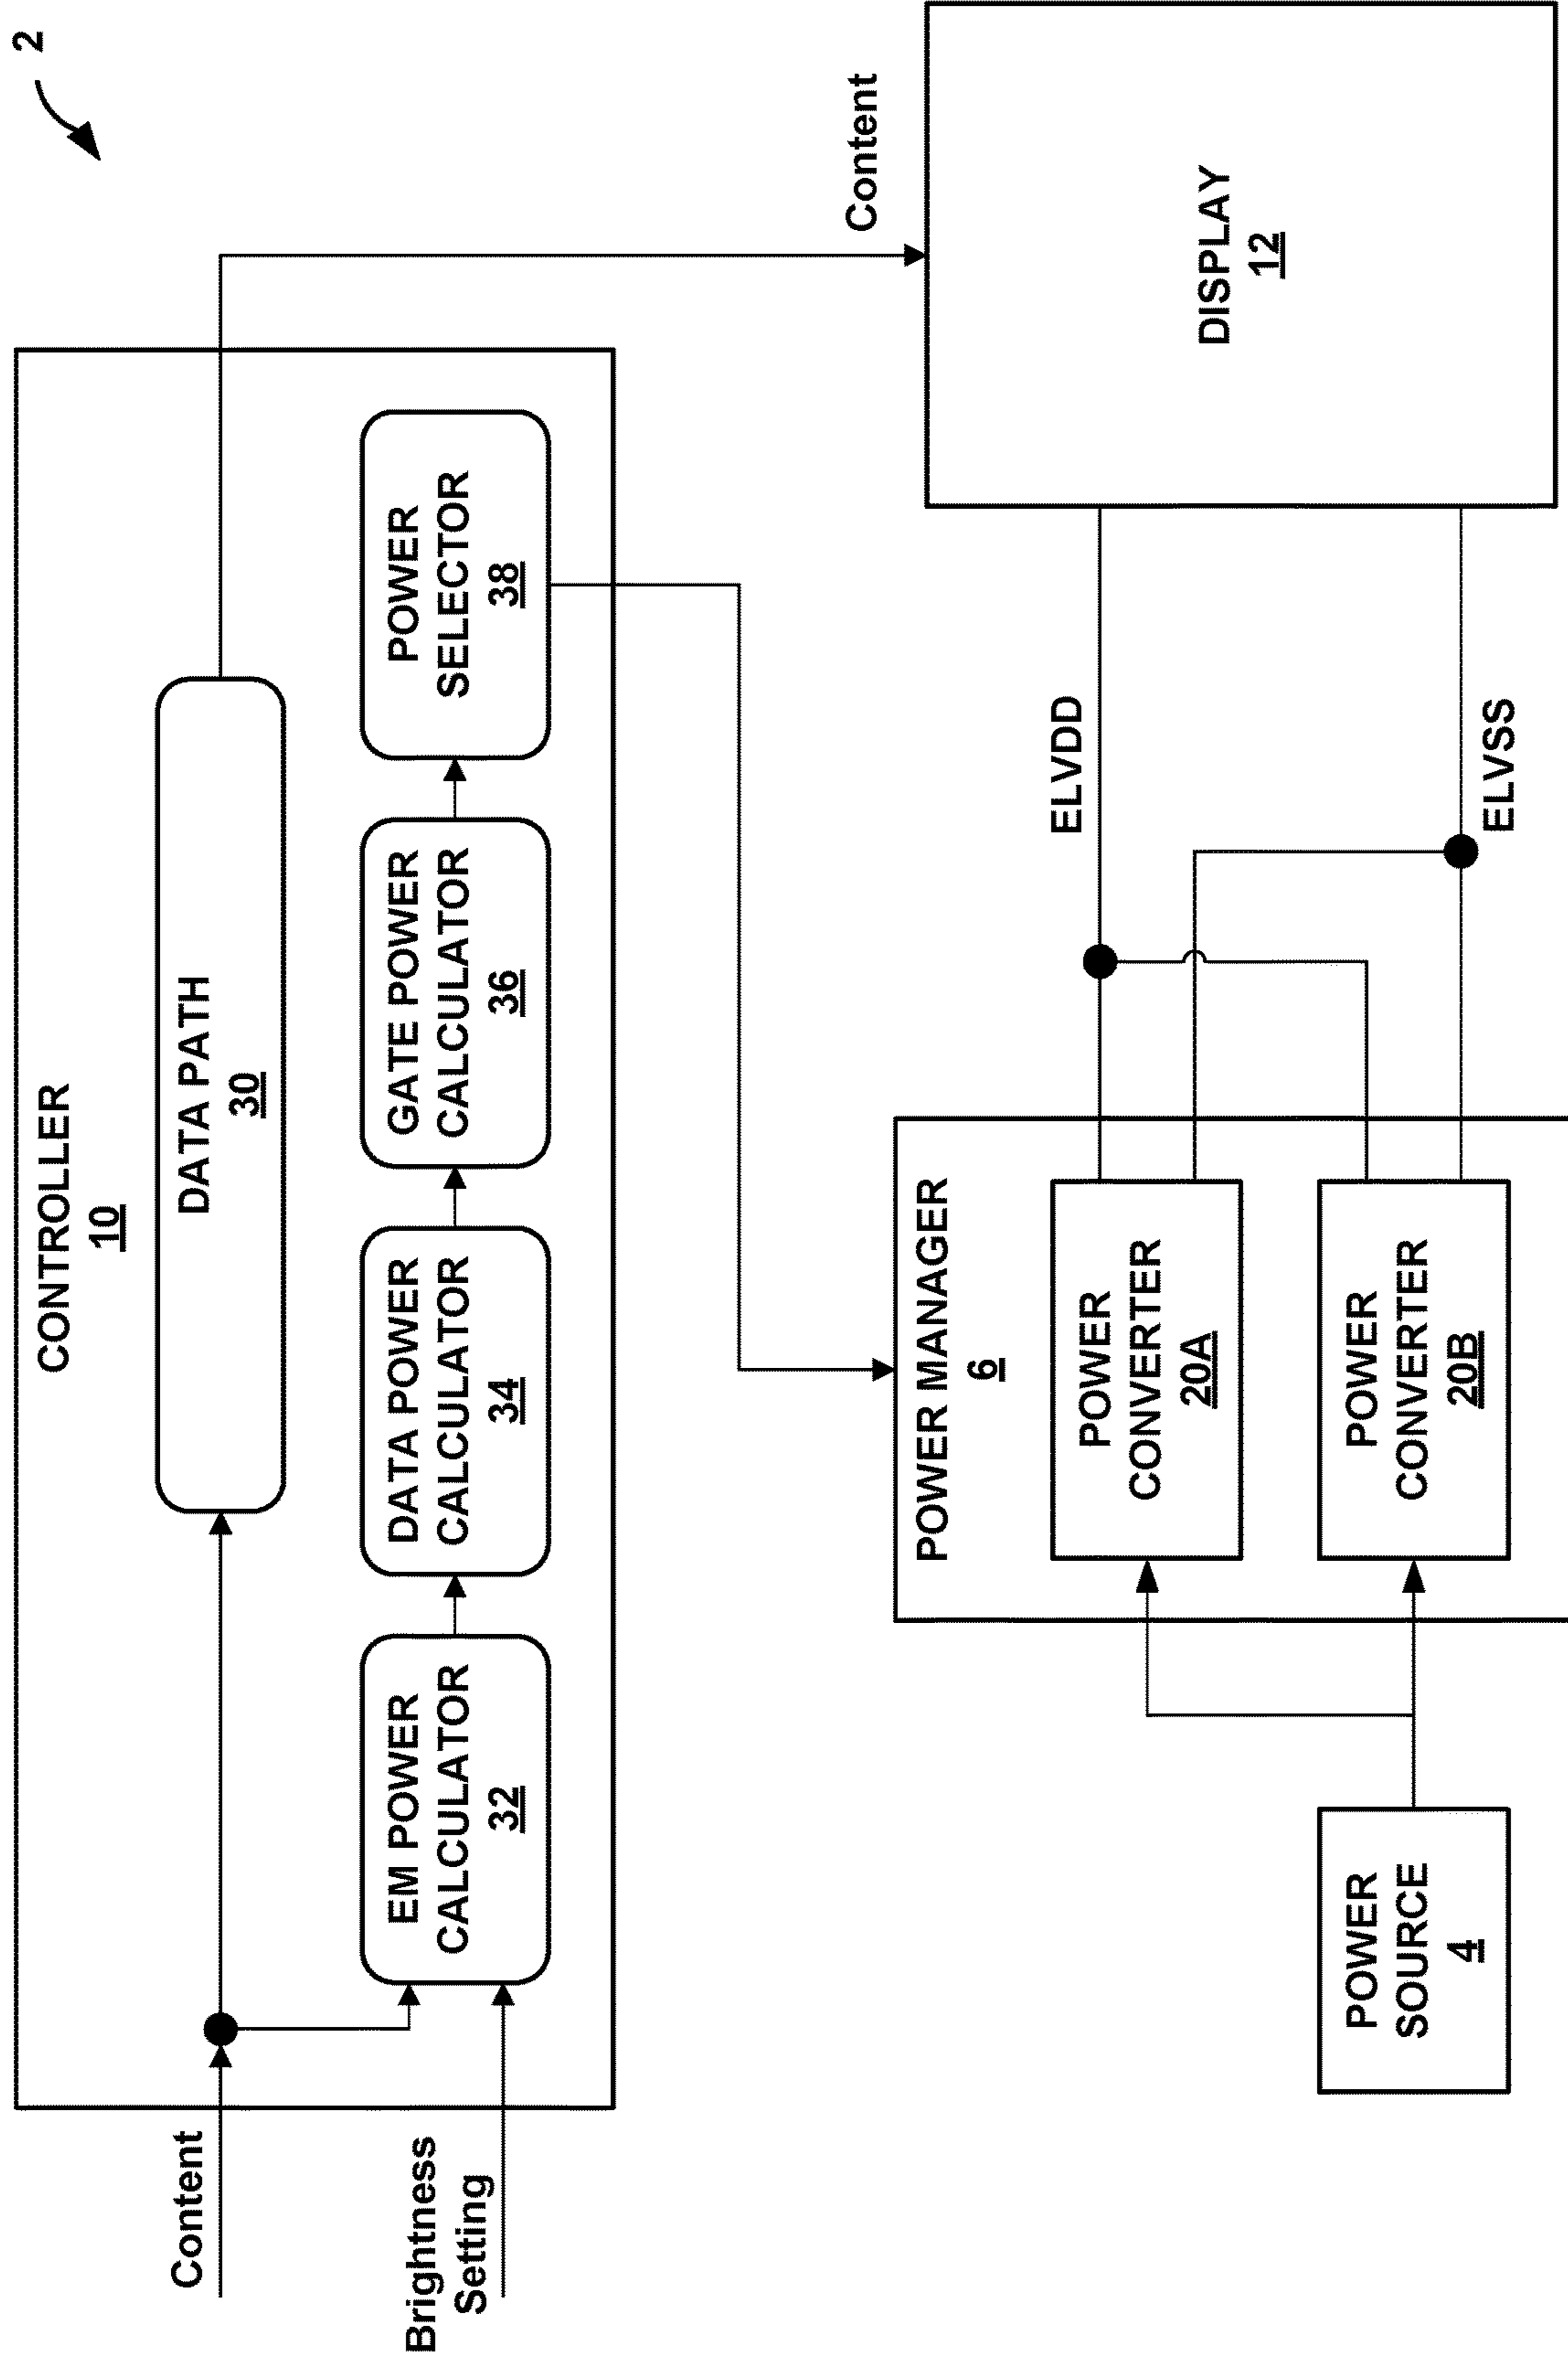 2
CONTROLLER
10
Content
DATA PATH
30
Brightness
Setting
EM POWER
CALCULATOR
32
DATA POWER
CALCULATOR
34
GATE POWER
CALCULATOR
36
POWER
SELECTOR
38
Content
POWER MANAGER
6
POWER
CONVERTER
20A
POWER
CONVERTER
20B
POWER
SOURCE
4
ELVDD
ELVSS
DISPLAY
12